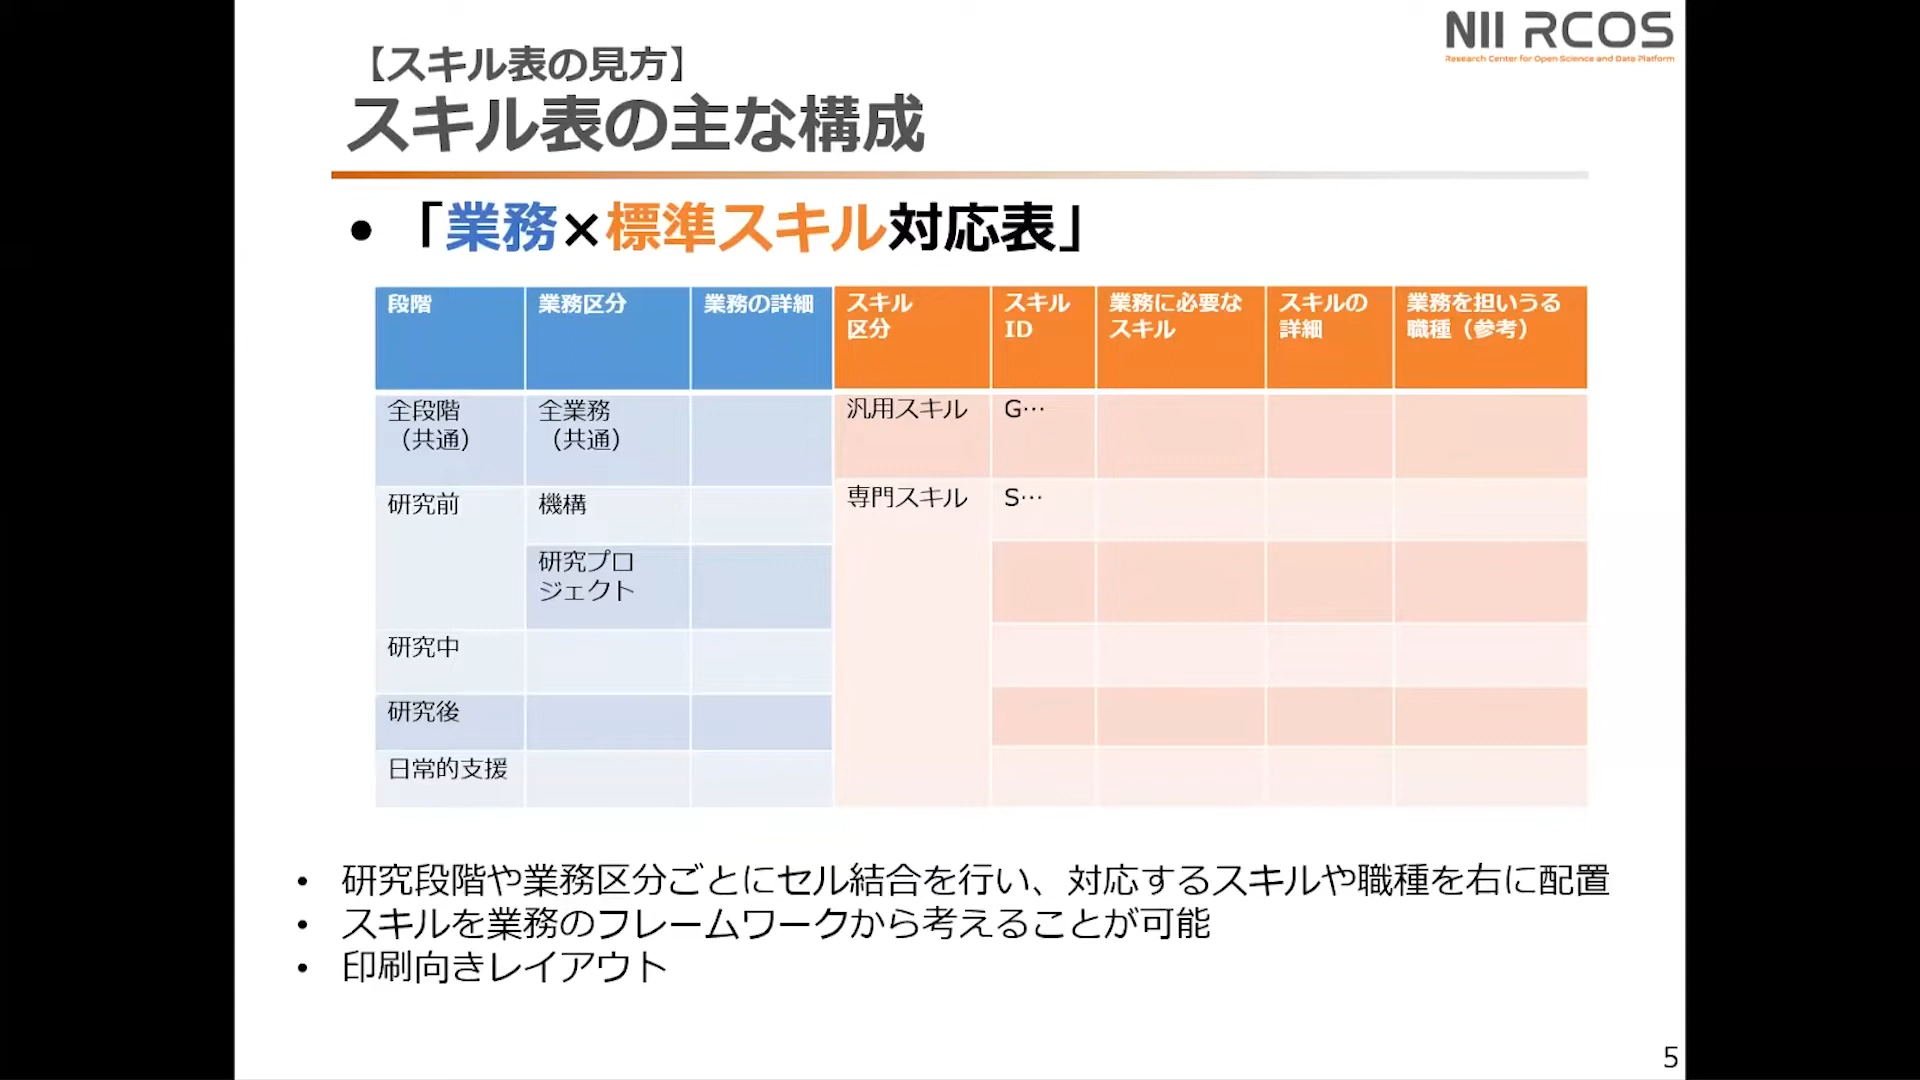 NII RCOS
Research Center for Open Science and Data Platform
【スキル表の見方】
スキル表の主な構成
• 「業務×標準スキル対応表」
段階 業務区分 業務の詳細 スキル 区分 スキル ID 業務に必要な スキル スキルの 詳細 業務を担いうる 職種（参考）
全段階 （共通） 全業務 （共通） 汎用スキル G…
研究前 機構 専門スキル S…
研究プロ ジェクト
研究中
研究後
日常的支援
• 研究段階や業務区分ごとにセル結合を行い、対応するスキルや職種を右に配置
• スキルを業務のフレームワークから考えることが可能
• 印刷向きレイアウト
5